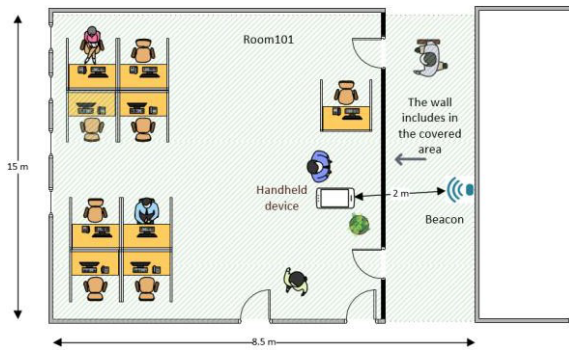 Room101
The wall
includes in
the covered
area
15 m
Handheld
device
2 m
Beacon
8.5 m